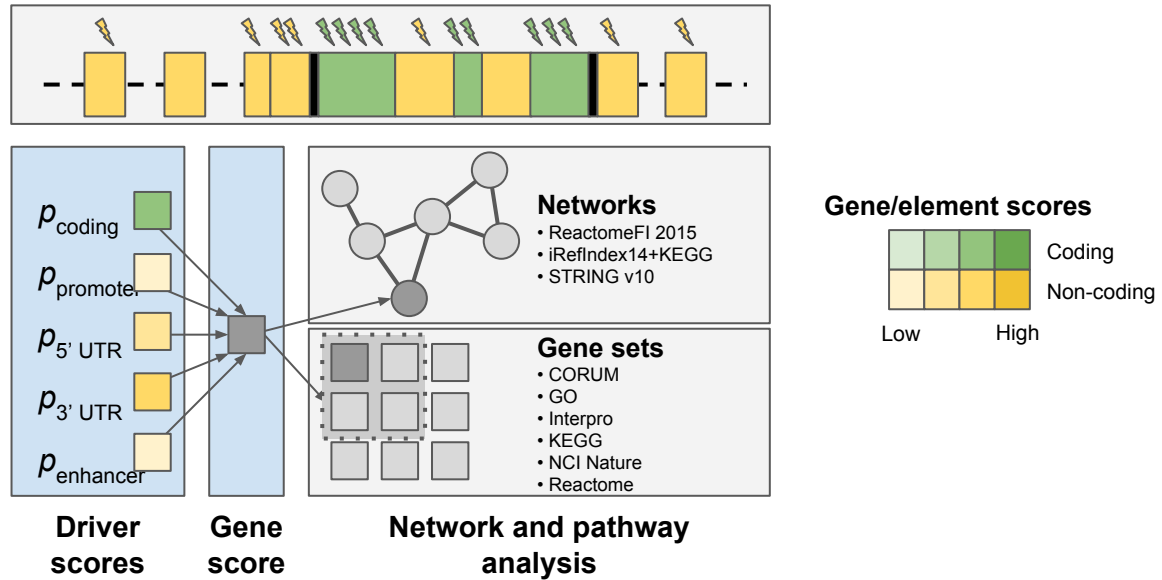 p coding
p promoter
p 5' UTR
p 3' UTR
p enhancer
Networks
• ReactomeFI 2015
• iRefIndex14+KEGG
• STRING v10
Gene sets
• CORUM
• GO
• Interpro
• KEGG
• NCI Nature
• Reactome
Driver
scores
Gene
score
Network and pathway
analysis
Gene/element scores
Coding
Non-coding
Low High